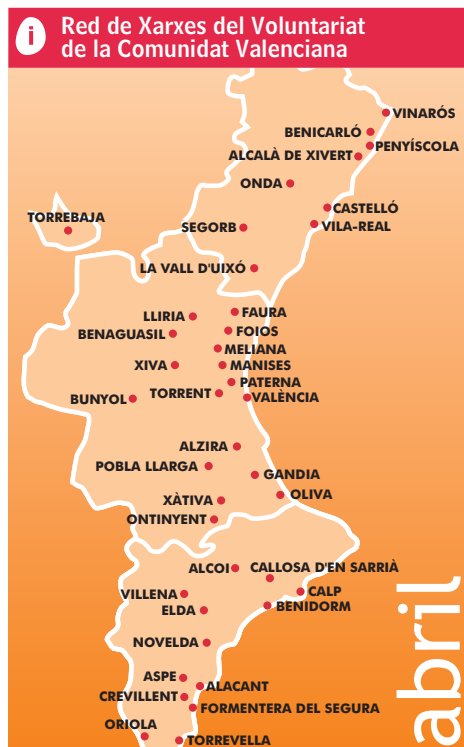 i
Red de Xarxes del Voluntariat
de la Comunidat Valenciana
VINARÓS
BENICARLÓ
PENYÍSCOLA
ALCALÀ DE XIVERT
ONDA
CASTELLÓ
TORREBAJA
SEGORB
VILA-REAL
LA VALL D'UIXÓ
FAURA
LLIRIA
FOIOS
BENAGUASIL
MELIANA
XIVA
MANISES
PATERNA
TORRENT
VALÈNCIA
BUNYOL
ALZIRA
POBLA LLARGA
GANDIA
OLIVA
XÀTIVA
ONTINYENT
ALCOI
CALLOSA D'EN SARRIÀ
VILLENA
CALP
ELDA
BENIDORM
NOVELDA
ASPE
ALACANT
CREVILLENT
FORMENTERA DEL SEGURA
ORIOLA
TORREVELLA
abril